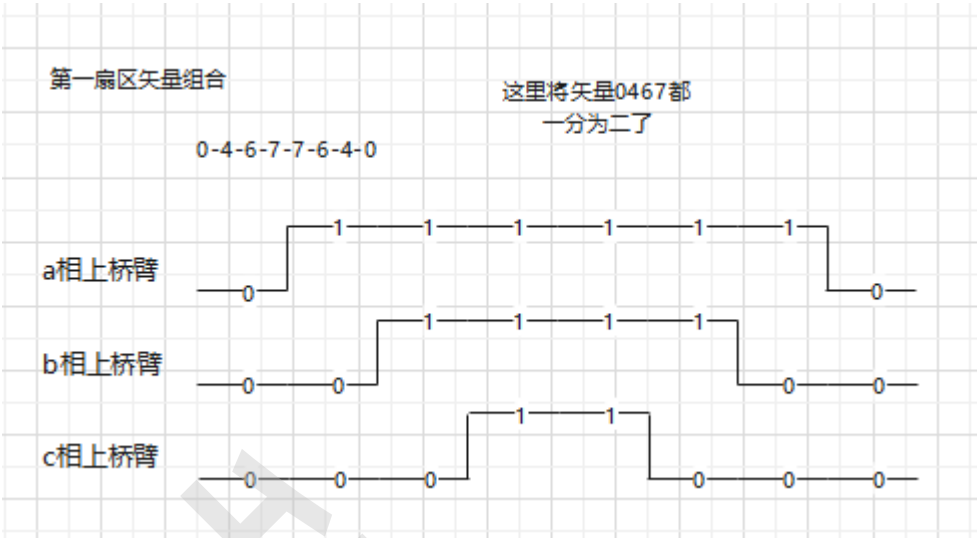 第一扇区矢量组合
这里将矢量0467都
一分为二了
0-4-6-7-7-6-4-0
a相上桥臂
0 1 1 1 1 1 1 0
b相上桥臂
0 0 1 1 1 1 0 0
c相上桥臂
0 0 0 1 1 0 0 0